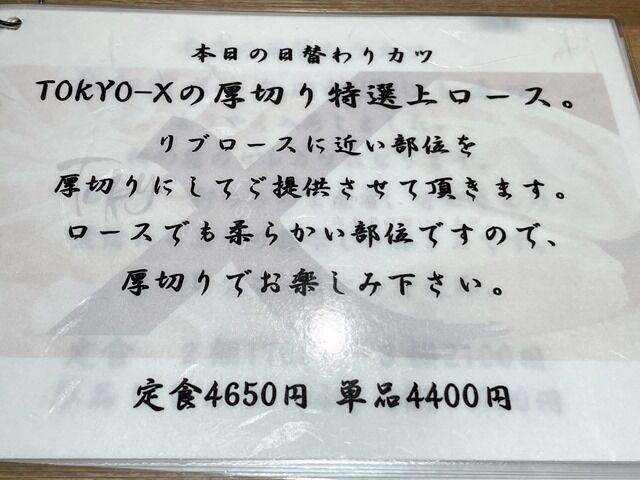 本日の日替わりカツ
TOKYO-Xの厚切り特選上ロース。
リブロースに近い部位を
厚切りにしてご提供させて頂きます。
ロースでも柔らかい部位ですので、
厚切りでお楽しみ下さい。
定食4650円 単品4400円